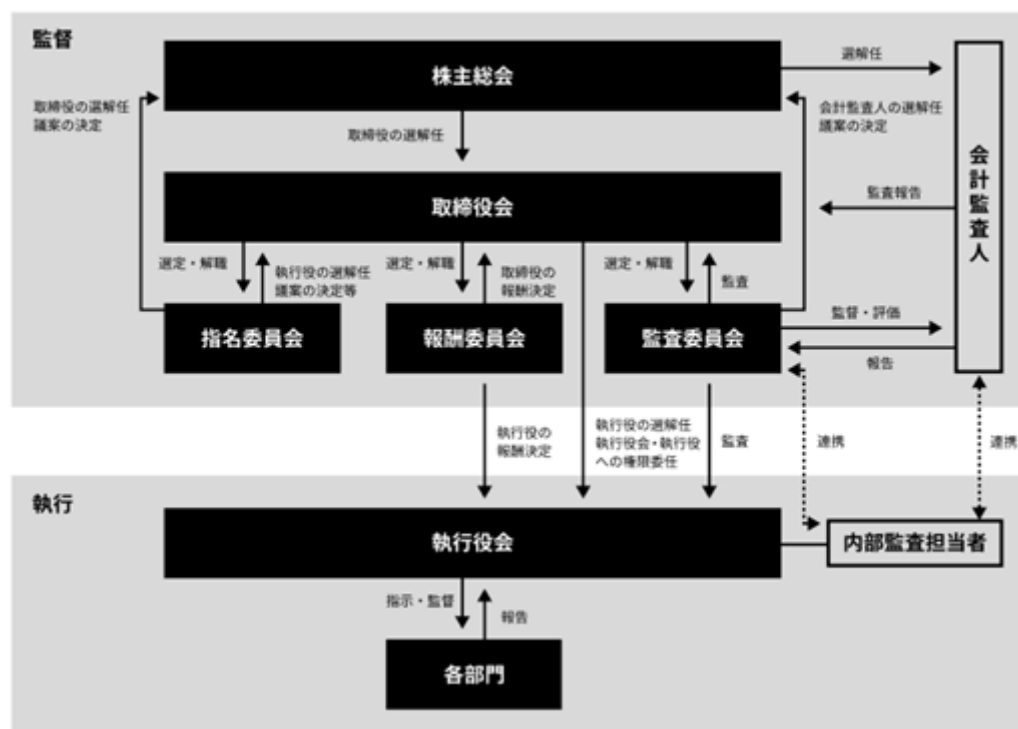 監督
株主総会
選解任
取締役の選解任
議案の決定
会計監査人の選解任
議案の決定
取締役の選解任
会計監査人
取締役会
監査報告
選定・解職
執行役の選解任
議案の決定等
選定・解職
取締役の
報酬決定
選定・解職
監査
指名委員会
報酬委員会
監査委員会
監督・評価
報告
執行役の
報酬決定
執行役の選解任
執行役会・執行役
への権限委任
監査
連携
連携
執行
執行役会
内部監査担当者
指示・監督
報告
各部門